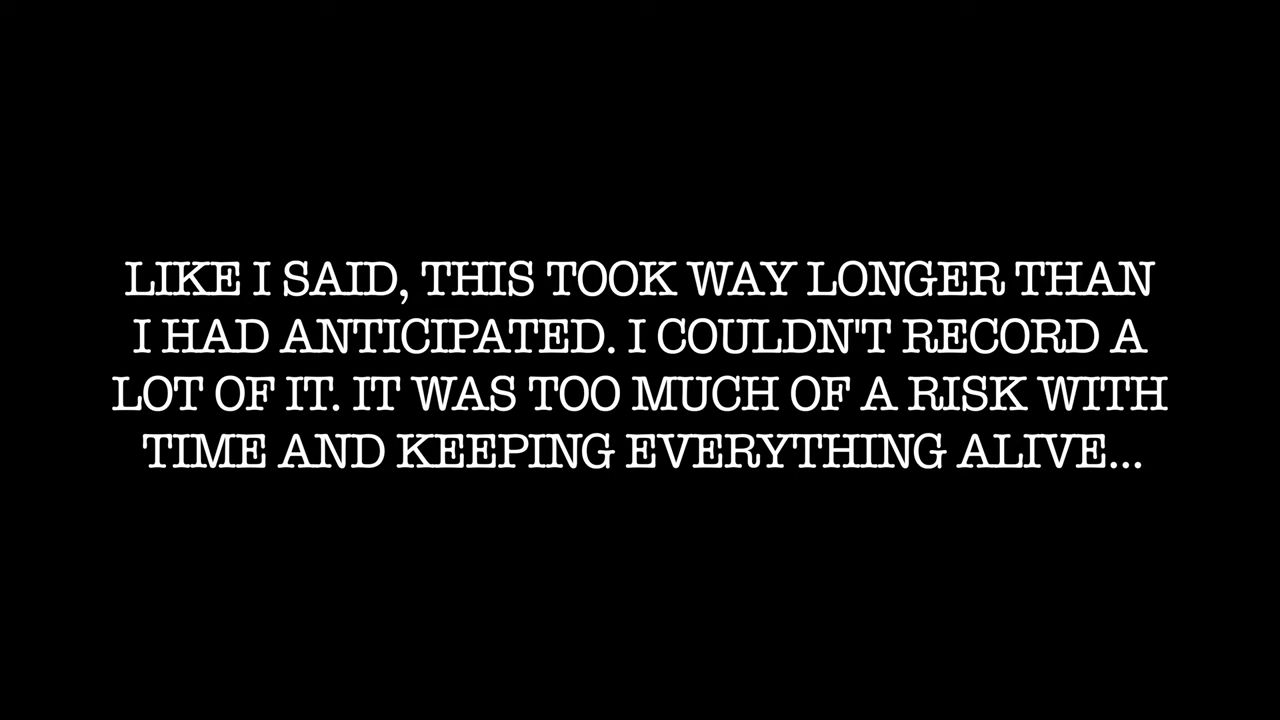 LIKE I SAID, THIS TOOK WAY LONGER THAN
I HAD ANTICIPATED. I COULDN'T RECORD A
LOT OF IT. IT WAS TOO MUCH OF A RISK WITH
TIME AND KEEPING EVERYTHING ALIVE...